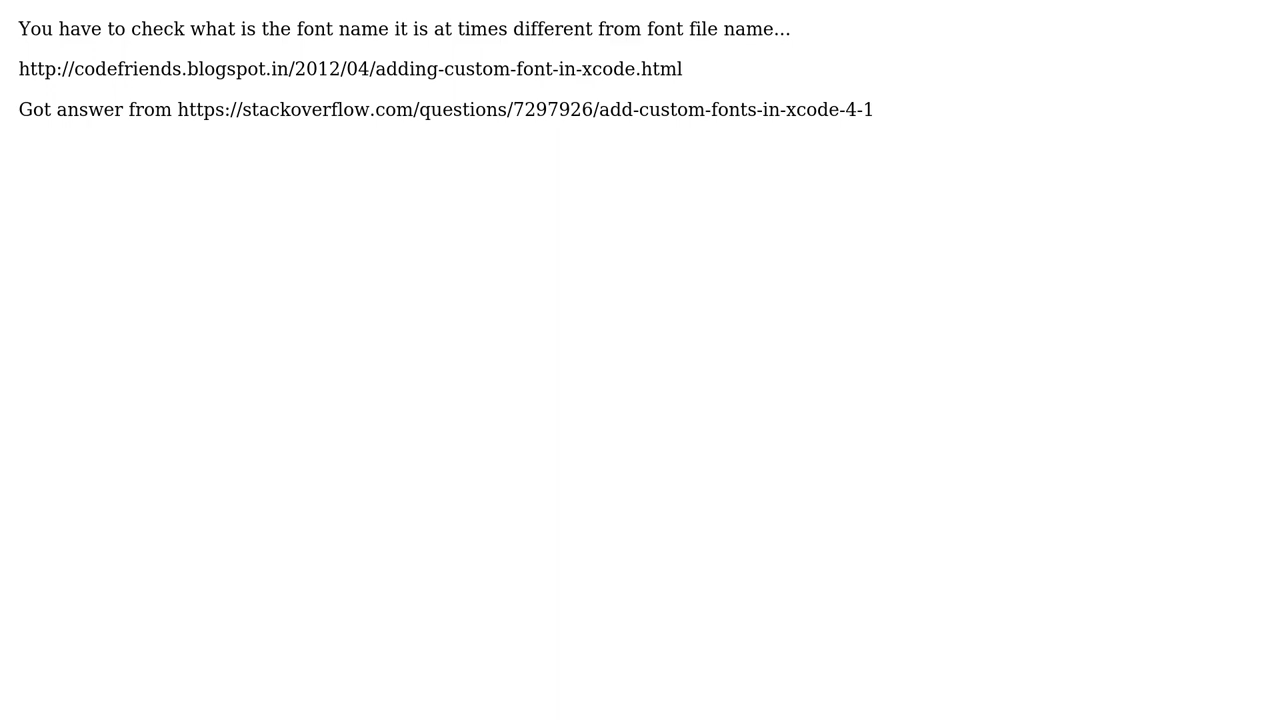 You have to check what is the font name it is at times different from font file name...
http://codefriends.blogspot.in/2012/04/adding-custom-font-in-xcode.html
Got answer from https://stackoverflow.com/questions/7297926/add-custom-fonts-in-xcode-4-1